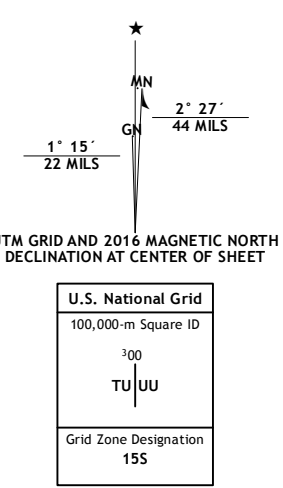 MN
GN
2° 27´
44 MILS
1° 15´
22 MILS
UTM GRID AND 2016 MAGNETIC NORTH
DECLINATION AT CENTER OF SHEET
U.S. National Grid
100,000-m Square ID
³00
TU UU
Grid Zone Designation
15S